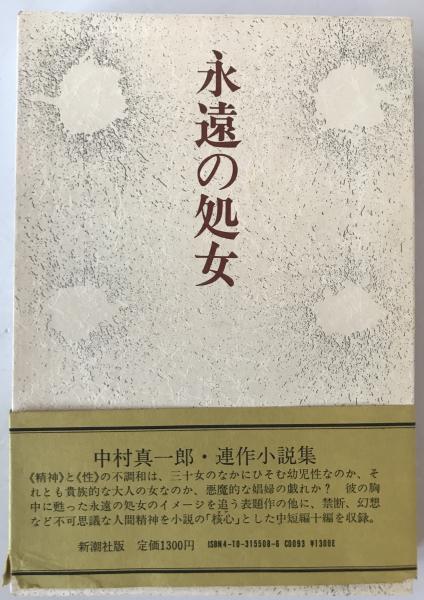 永遠の処女
中村真一郎・連作小説集
《精神》と《性》の不調和は、三十女のなかにひそむ幼児性なのか、そ
れとも貴族的な大人の女なのか、悪魔的な娼婦の戯れか？ 彼の胸
中に甦った永遠の処女のイメージを追う表題作の他に、禁断、幻想
など不可思議な人間精神を小説の「核心」とした中短編十編を収録。
新潮社版 定価1300円 ISBN4-10-315508-6 C0093 ¥1300E